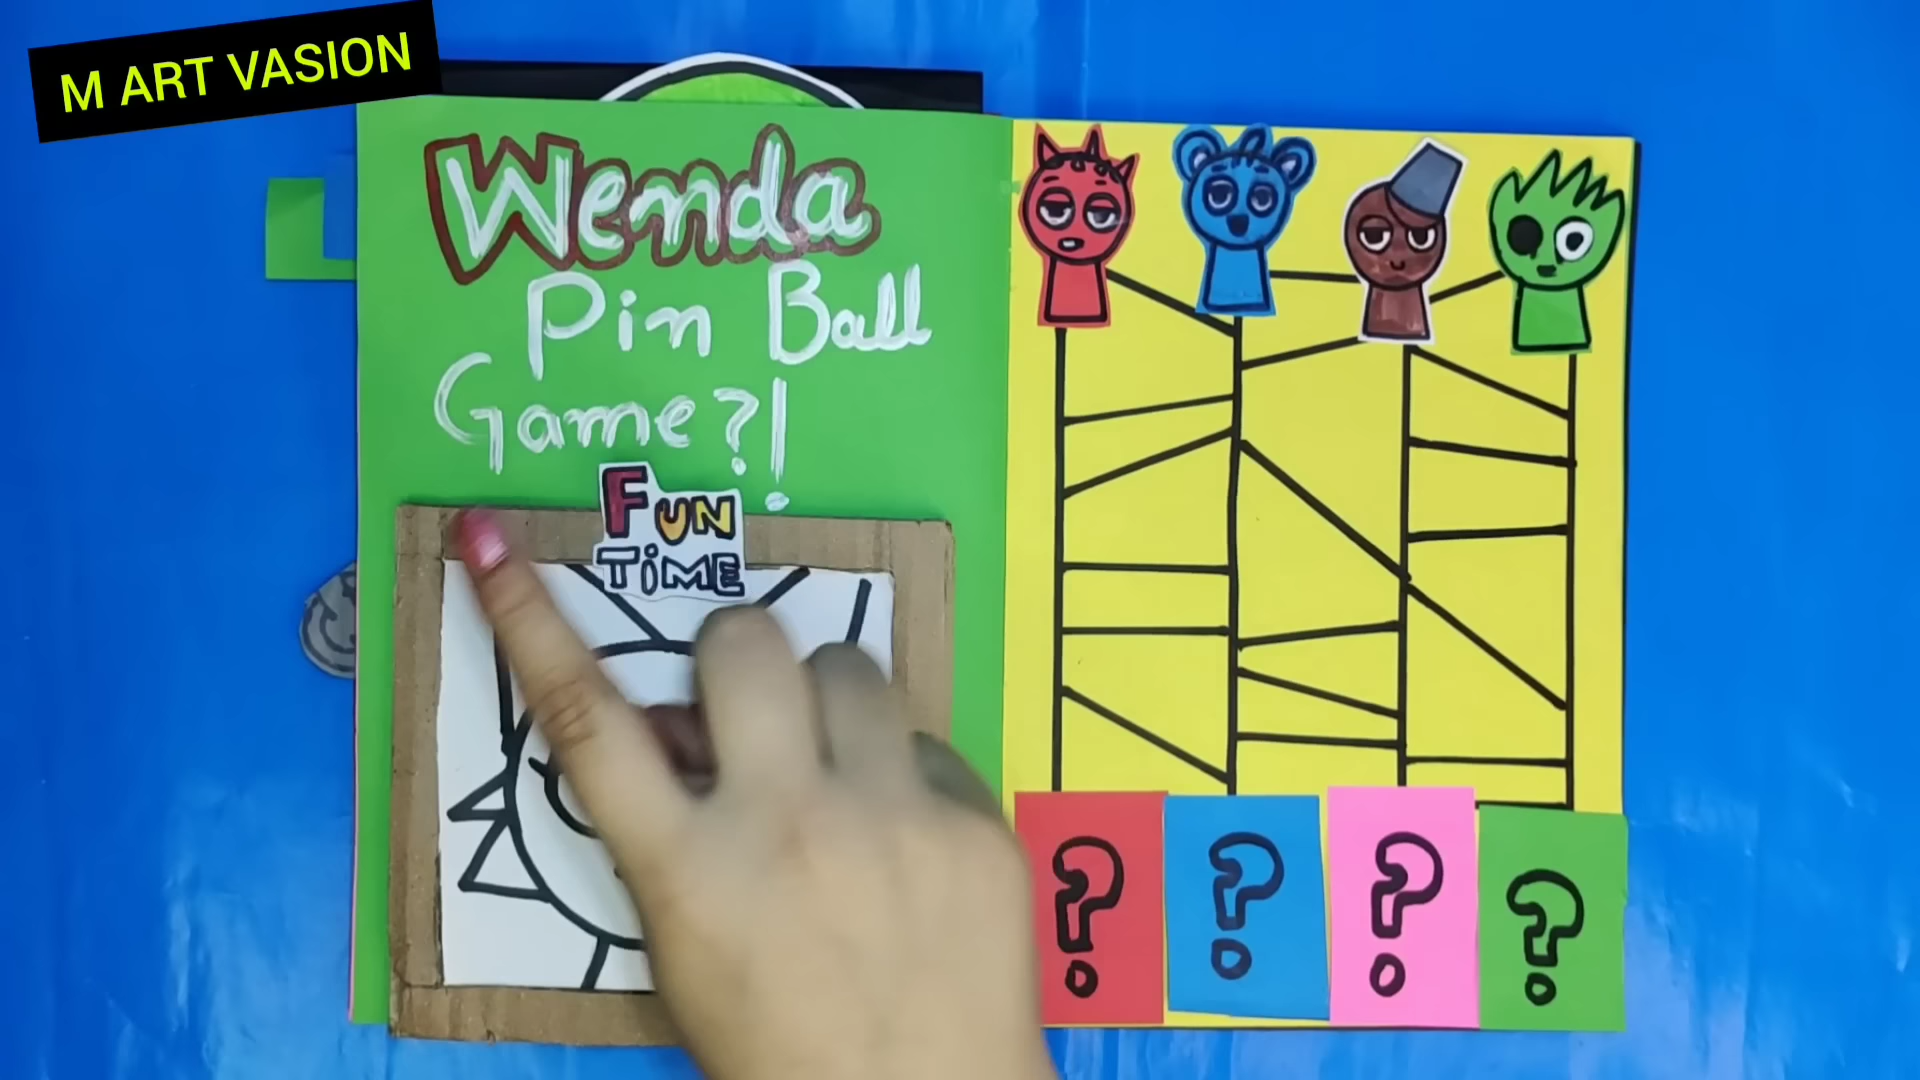 M ART VASION
Wenda
Pin Ball
Game?!
FUN
TiME
?
?
?
?